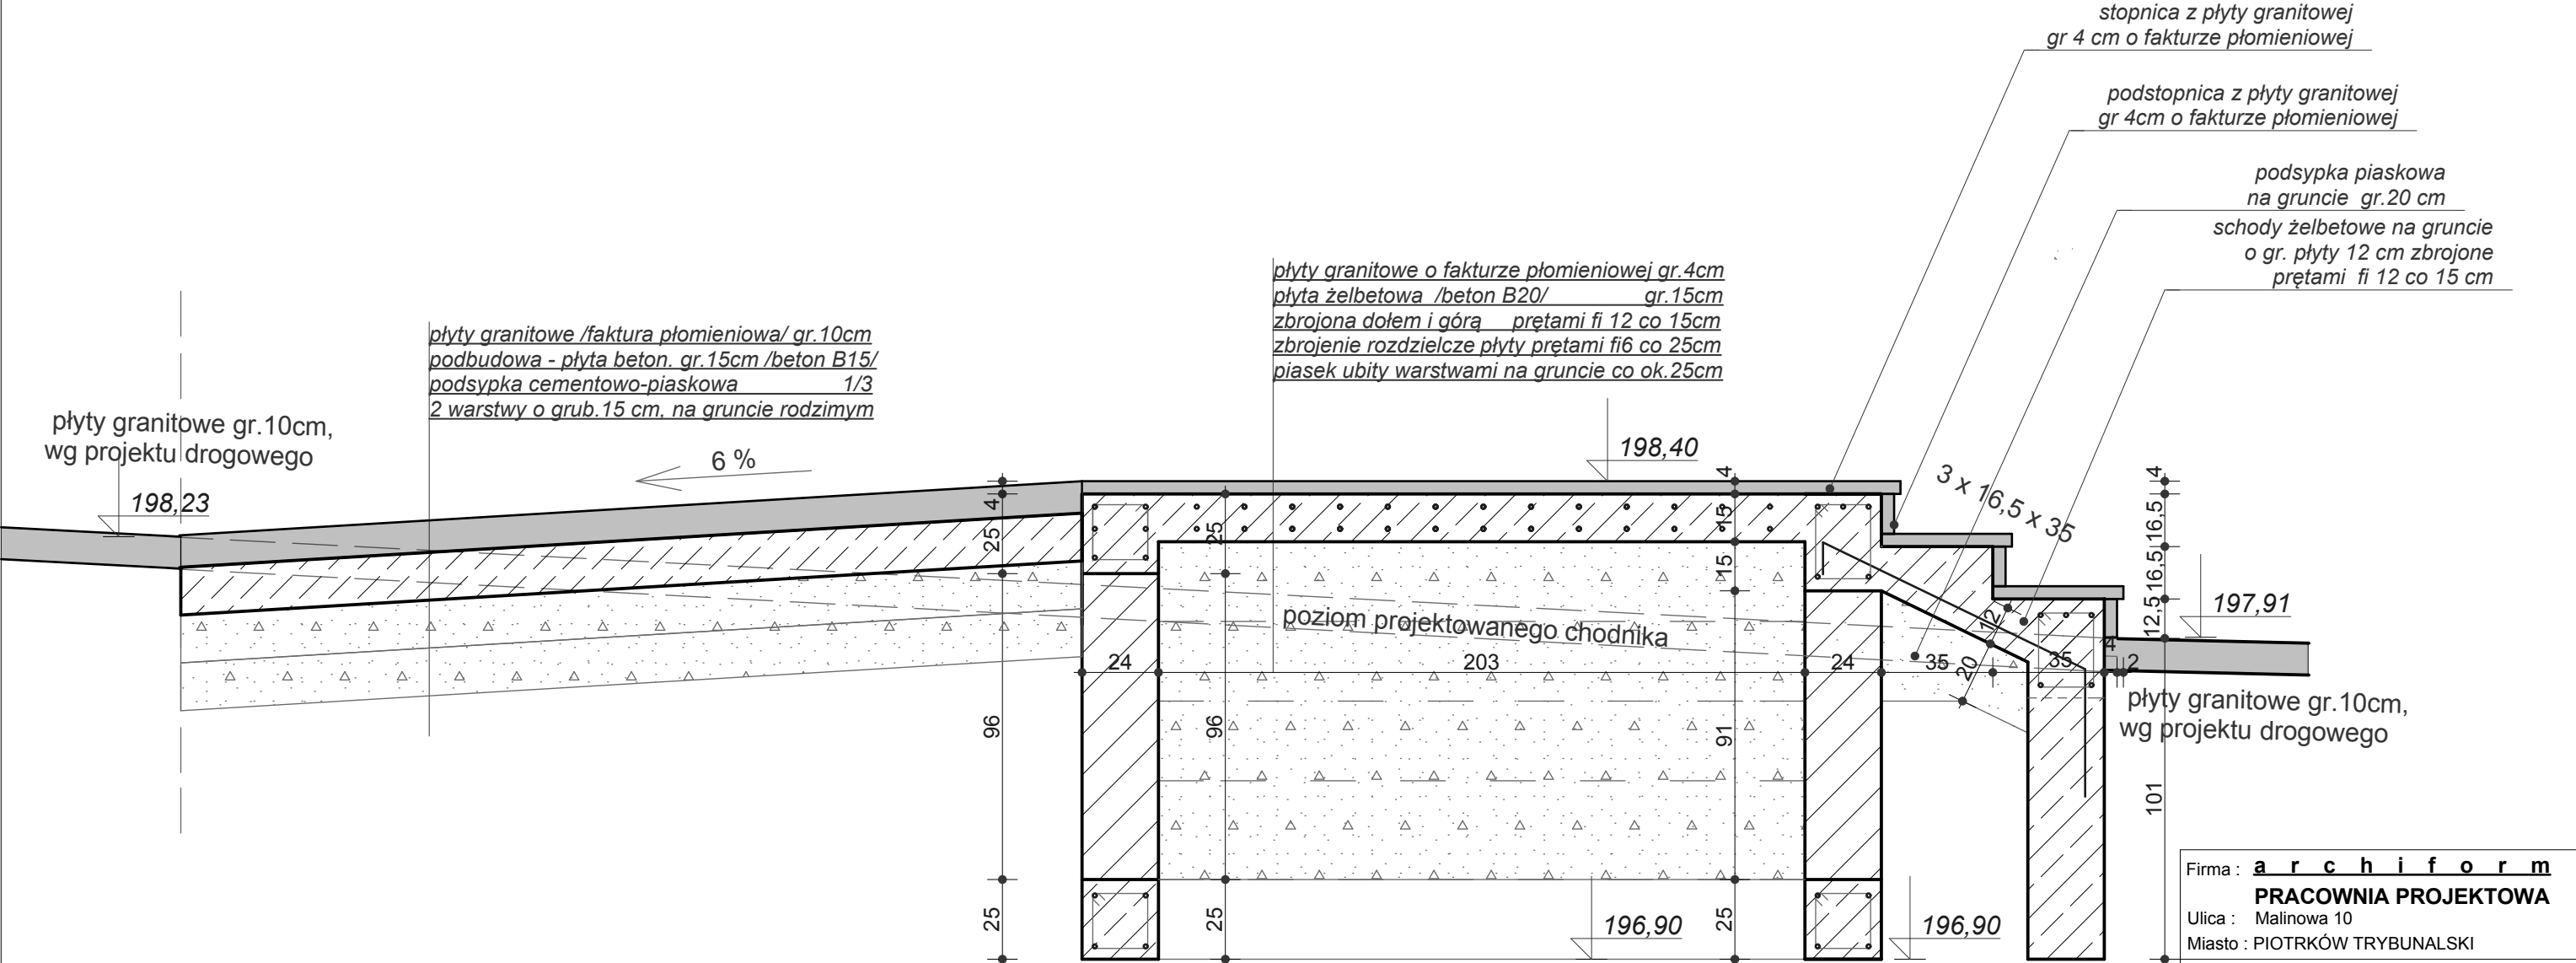 stopnica z płyty granitowej
gr 4 cm o fakturze płomieniowej
podstopnica z płyty granitowej
gr 4cm o fakturze płomieniowej
podsypka piaskowa
na gruncie gr.20 cm
schody żelbetowe na gruncie
o gr. płyty 12 cm zbrojone
prętami fi 12 co 15 cm
płyty granitowe o fakturze płomieniowej gr.4cm
płyta żelbetowa /beton B20/ gr.15cm
zbrojona dołem i górą prętami fi 12 co 15cm
zbrojenie rozdzielcze płyty prętami fi6 co 25cm
piasek ubity warstwami na gruncie co ok.25cm
płyty granitowe /faktura płomieniowa/ gr.10cm
podbudowa - płyta beton. gr.15cm /beton B15/
podsypka cementowo-piaskowa 1/3
2 warstwy o grub.15 cm, na gruncie rodzimym
płyty granitowe gr.10cm,
wg projektu drogowego
198,23
6 %
198,40
3 x 16,5 x 35
197,91
4
25
96
25
25
96
25
15
15
91
25
4
16,5
16,5
12,5
101
poziom projektowanego chodnika
24
203
24
35
35
4
2
12
20
płyty granitowe gr.10cm,
wg projektu drogowego
196,90
196,90
Firma : a r c h i f o r m
PRACOWNIA PROJEKTOWA
Ulica : Malinowa 10
Miasto : PIOTRKÓW TRYBUNALSKI